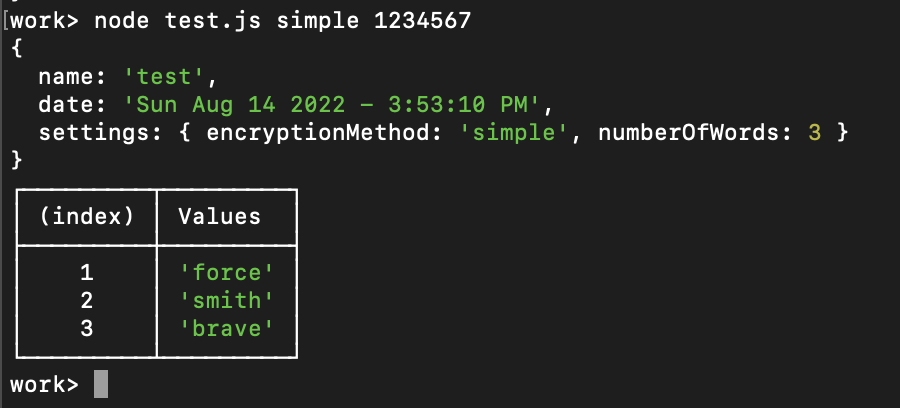 [work> node test.js simple 1234567
{
  name: 'test',
  date: 'Sun Aug 14 2022 – 3:53:10 PM',
  settings: { encryptionMethod: 'simple', numberOfWords: 3 }
}
(index) Values
1 'force'
2 'smith'
3 'brave'
work>